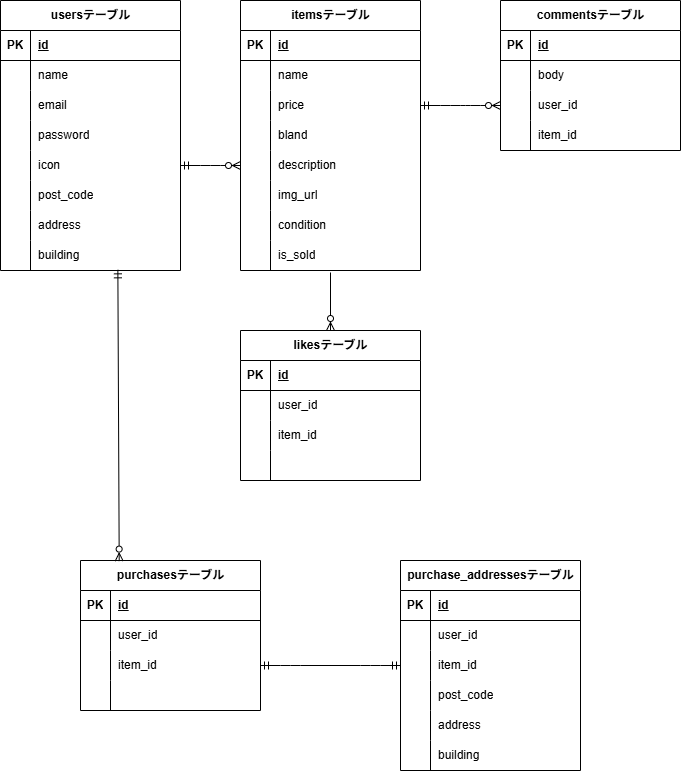 usersテーブル
PK id
name
email
password
icon
post_code
address
building
itemsテーブル
PK id
name
price
bland
description
img_url
condition
is_sold
commentsテーブル
PK id
body
user_id
item_id
likesテーブル
PK id
user_id
item_id
purchasesテーブル
PK id
user_id
item_id
purchase_addressesテーブル
PK id
user_id
item_id
post_code
address
building